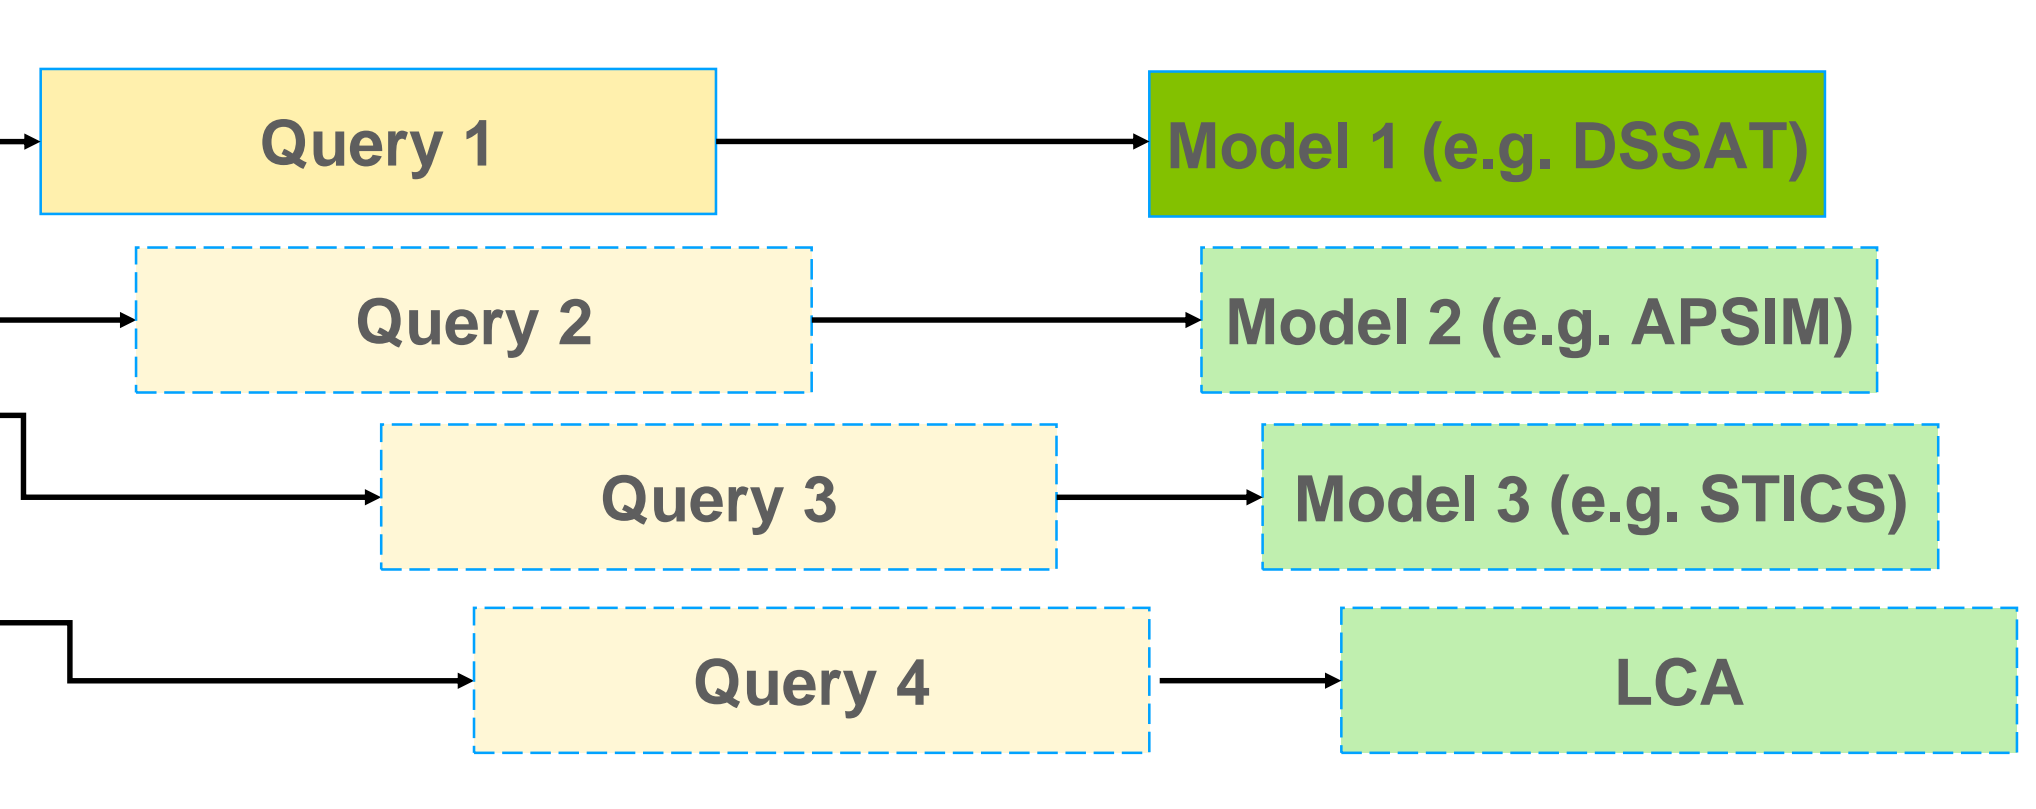 Query 1
Model 1 (e.g. DSSAT)
Query 2
Model 2 (e.g. APSIM)
Query 3
Model 3 (e.g. STICS)
Query 4
LCA